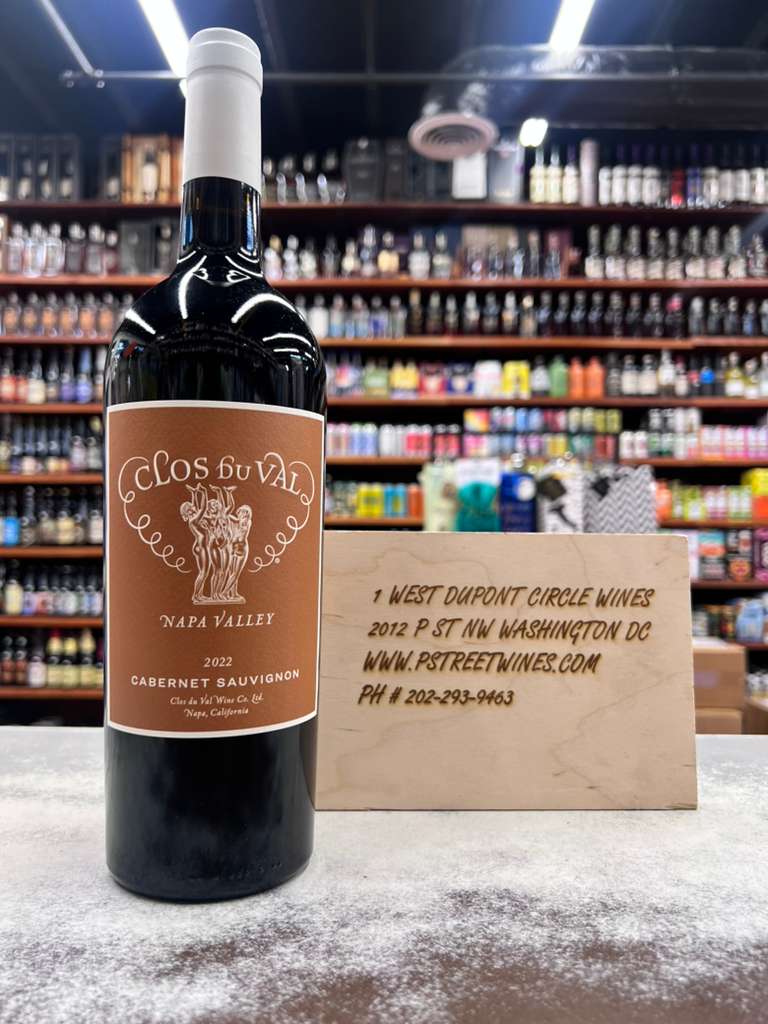 CLOS DU VAL
NAPA VALLEY
2022
CABERNET SAUVIGNON
Clos du Val Wine Co. Ltd.
Napa, California
1 WEST DUPONT CIRCLE WINES
2012 P ST NW WASHINGTON DC
WWW.PSTREETWINES.COM
PH # 202-293-9463